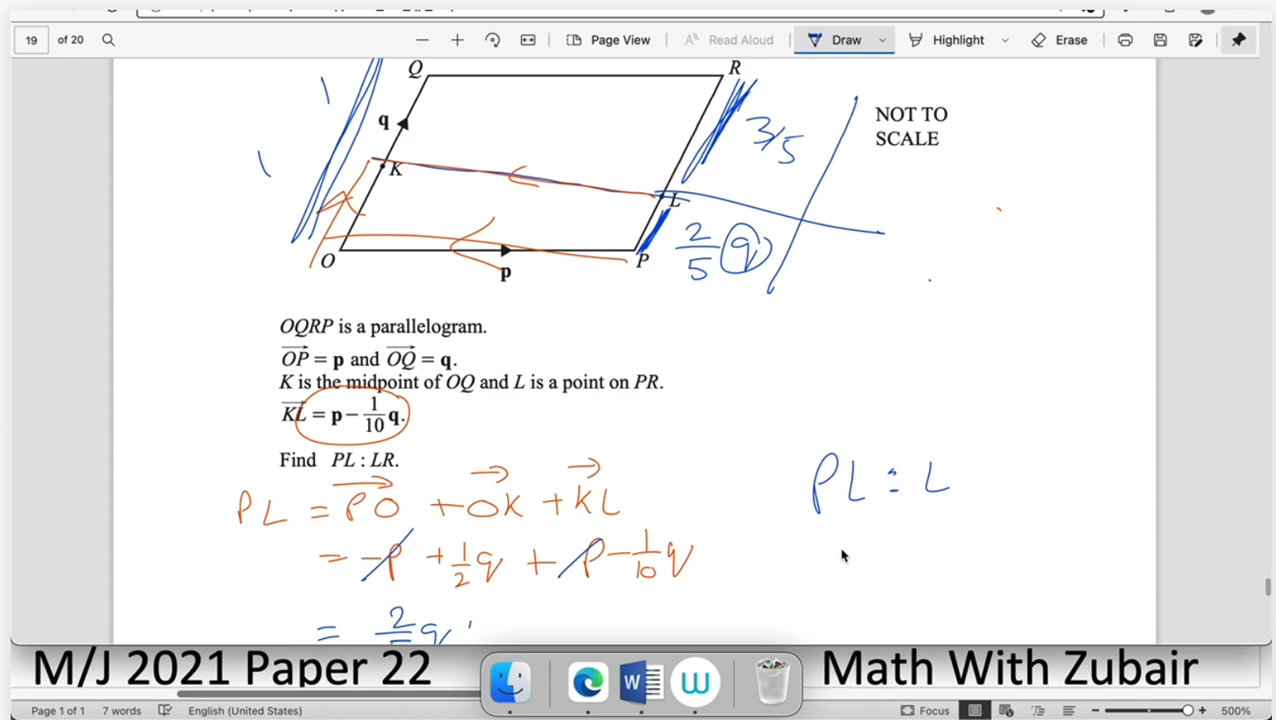 19 of 20
Page View
Read Aloud
Draw
Highlight
Erase
Q
R
q
K
L
O
P
p
NOT TO
SCALE
1
1
3/5
2/5 q
OQRP is a parallelogram.
OP = p and OQ = q.
K is the midpoint of OQ and L is a point on PR.
KL = p − 1/10 q.
Find PL : LR.
PL = PO + OK + KL
= −p + 1/2 q + p − 1/10 q
= 2/5 q
PL : L
M/J 2021 Paper 22
Math With Zubair
W
Page 1 of 1
7 words
English (United States)
Focus
500%